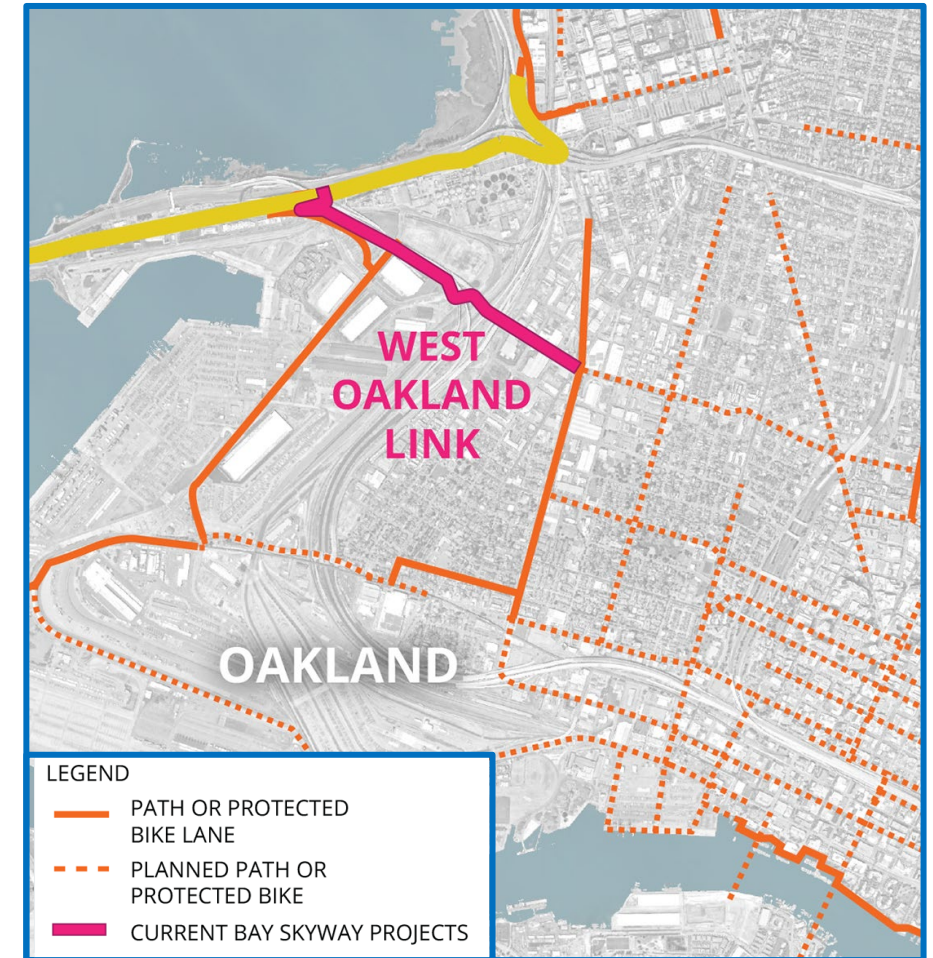 WEST
OAKLAND
LINK
OAKLAND
LEGEND
PATH OR PROTECTED
BIKE LANE
PLANNED PATH OR
PROTECTED BIKE
CURRENT BAY SKYWAY PROJECTS